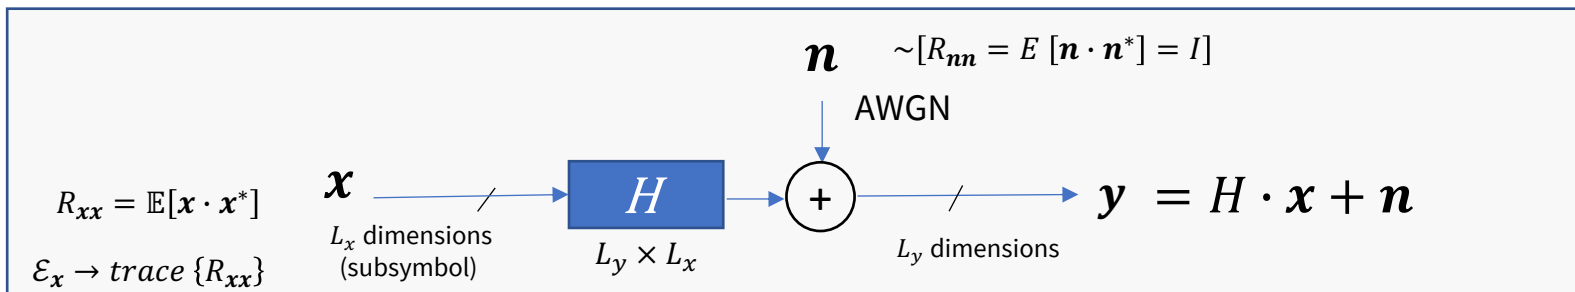 n ~[R_nn = E [n · n*] = I]
AWGN
R_xx = 𝔼[x · x*]
x
H
+
y = H · x + n
L_x dimensions
(subsymbol)
L_y × L_x
L_y dimensions
ℰ_x → trace {R_xx}